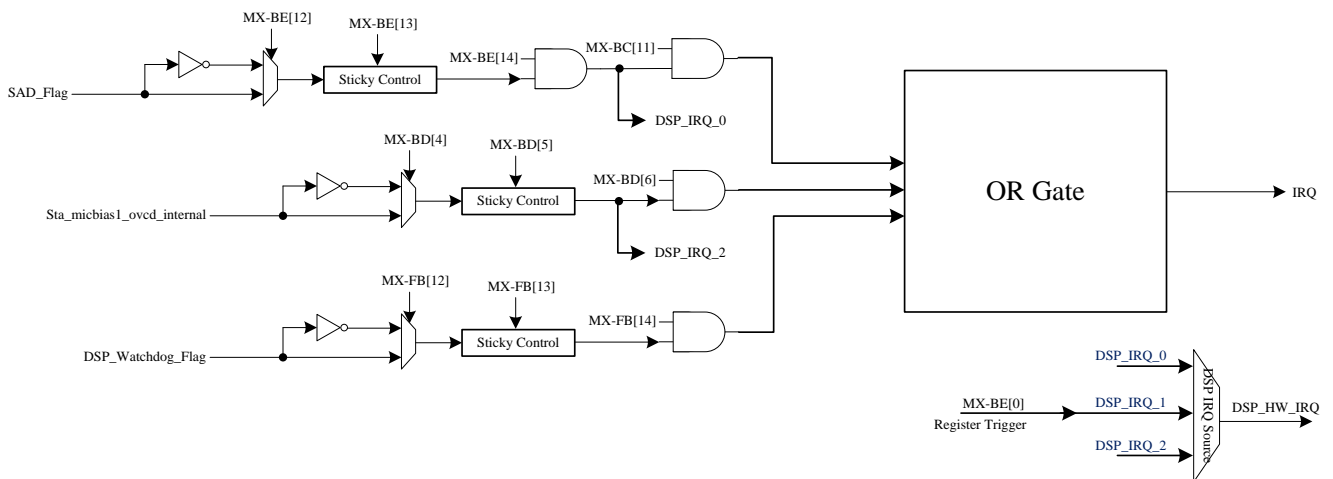 MX-BE[12]
MX-BE[13]
MX-BE[14]
MX-BC[11]
SAD_Flag
Sticky Control
DSP_IRQ_0
MX-BD[4]
MX-BD[5]
MX-BD[6]
Sta_micbias1_ovcd_internal
Sticky Control
DSP_IRQ_2
OR Gate
IRQ
MX-FB[12]
MX-FB[13]
MX-FB[14]
DSP_Watchdog_Flag
Sticky Control
DSP_IRQ_0
MX-BE[0]
Register Trigger
DSP_IRQ_1
DSP_IRQ_2
DSP IRQ Source
DSP_HW_IRQ